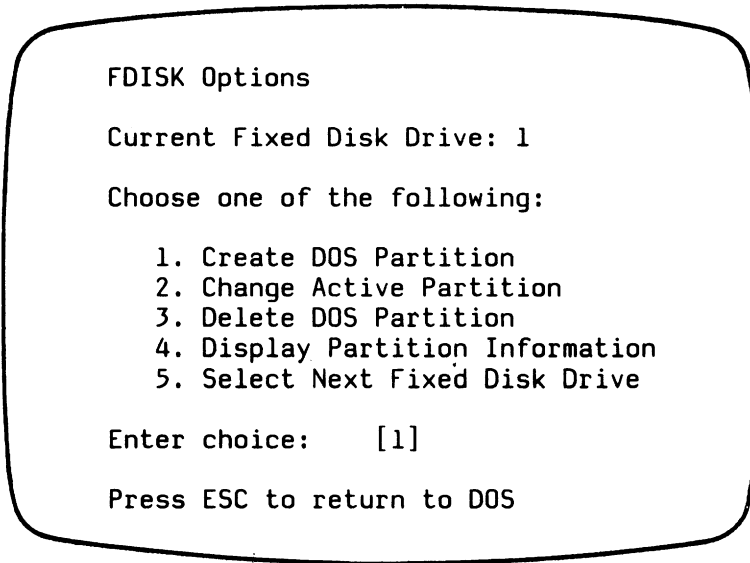 FDISK Options
Current Fixed Disk Drive: 1
Choose one of the following:
1. Create DOS Partition
2. Change Active Partition
3. Delete DOS Partition
4. Display Partition Information
5. Select Next Fixed Disk Drive
Enter choice: [1]
Press ESC to return to DOS